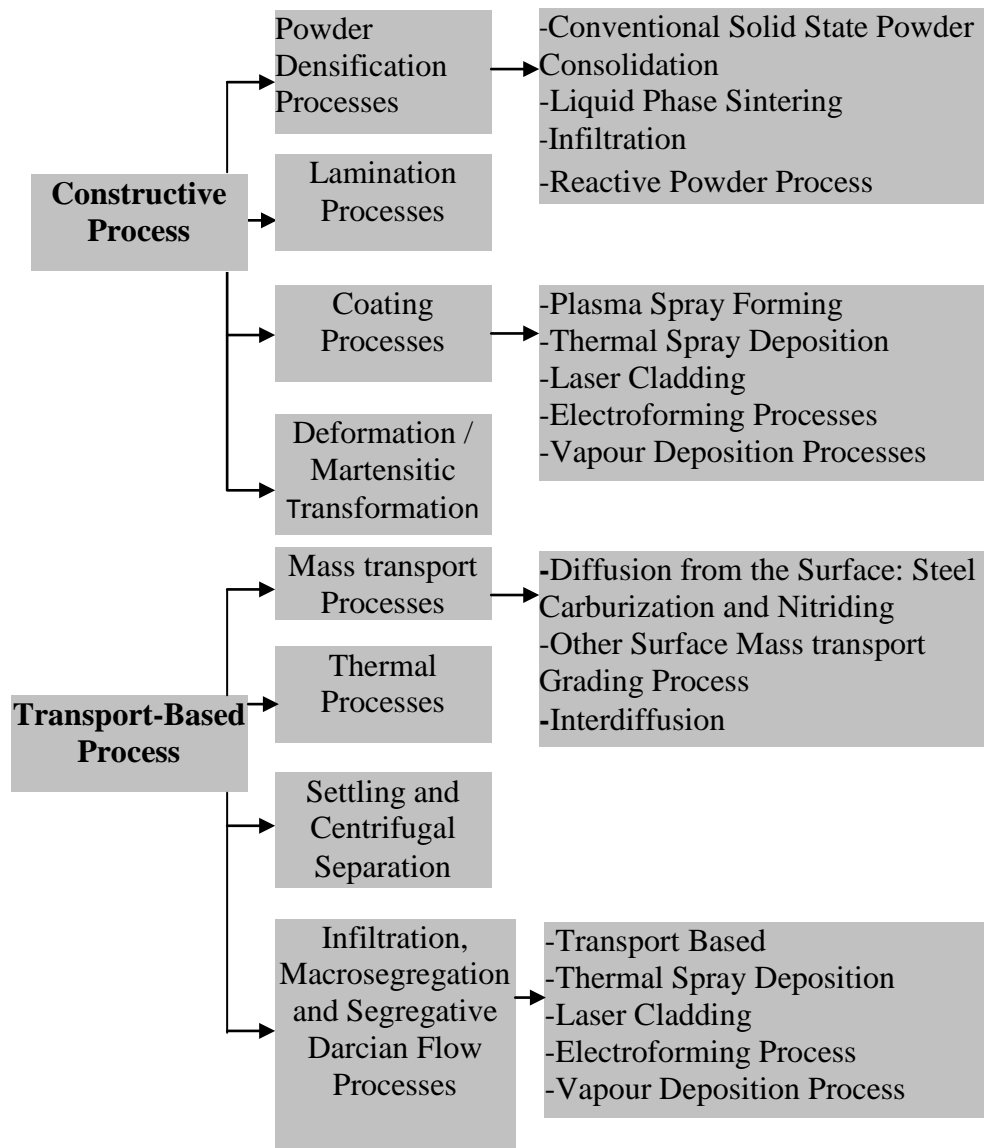 Powder
Densification
Processes
-Conventional Solid State Powder
Consolidation
-Liquid Phase Sintering
-Infiltration
-Reactive Powder Process
Constructive
Process
Lamination
Processes
Coating
Processes
-Plasma Spray Forming
-Thermal Spray Deposition
-Laser Cladding
-Electroforming Processes
-Vapour Deposition Processes
Deformation /
Martensitic
Transformation
Mass transport
Processes
-Diffusion from the Surface: Steel
Carburization and Nitriding
-Other Surface Mass transport
Grading Process
-Interdiffusion
Transport-Based
Process
Thermal
Processes
Settling and
Centrifugal
Separation
Infiltration,
Macrosegregation
and Segregative
Darcian Flow
Processes
-Transport Based
-Thermal Spray Deposition
-Laser Cladding
-Electroforming Process
-Vapour Deposition Process